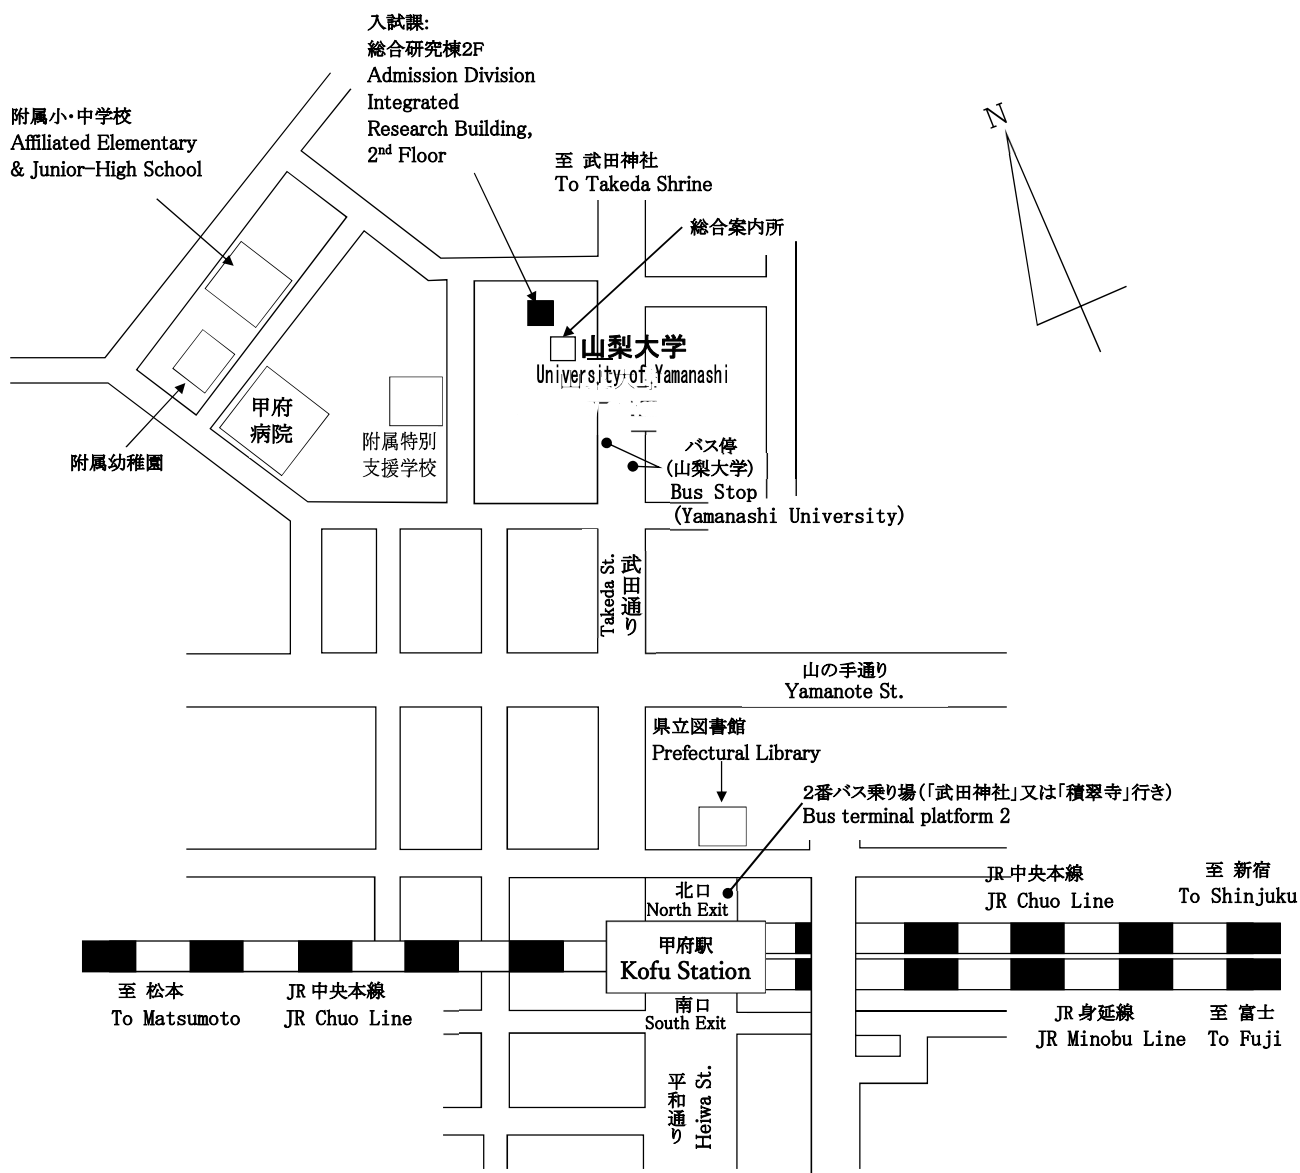 入試課:
総合研究棟2F
Admission Division
Integrated
Research Building,
2nd Floor
附属小・中学校
Affiliated Elementary
& Junior-High School
N
至 武田神社
To Takeda Shrine
総合案内所
山梨大学
University of Yamanashi
甲府
病院
附属特別
支援学校
附属幼稚園
バス停
(山梨大学)
Bus Stop
(Yamanashi University)
Takeda St.
武田通り
山の手通り
Yamanote St.
県立図書館
Prefectural Library
2番バス乗り場(「武田神社」又は「積翠寺」行き)
Bus terminal platform 2
北口
North Exit
JR 中央本線
JR Chuo Line
至 新宿
To Shinjuku
甲府駅
Kofu Station
至 松本
To Matsumoto
JR 中央本線
JR Chuo Line
南口
South Exit
JR 身延線
JR Minobu Line
至 富士
To Fuji
平和通り
Heiwa St.